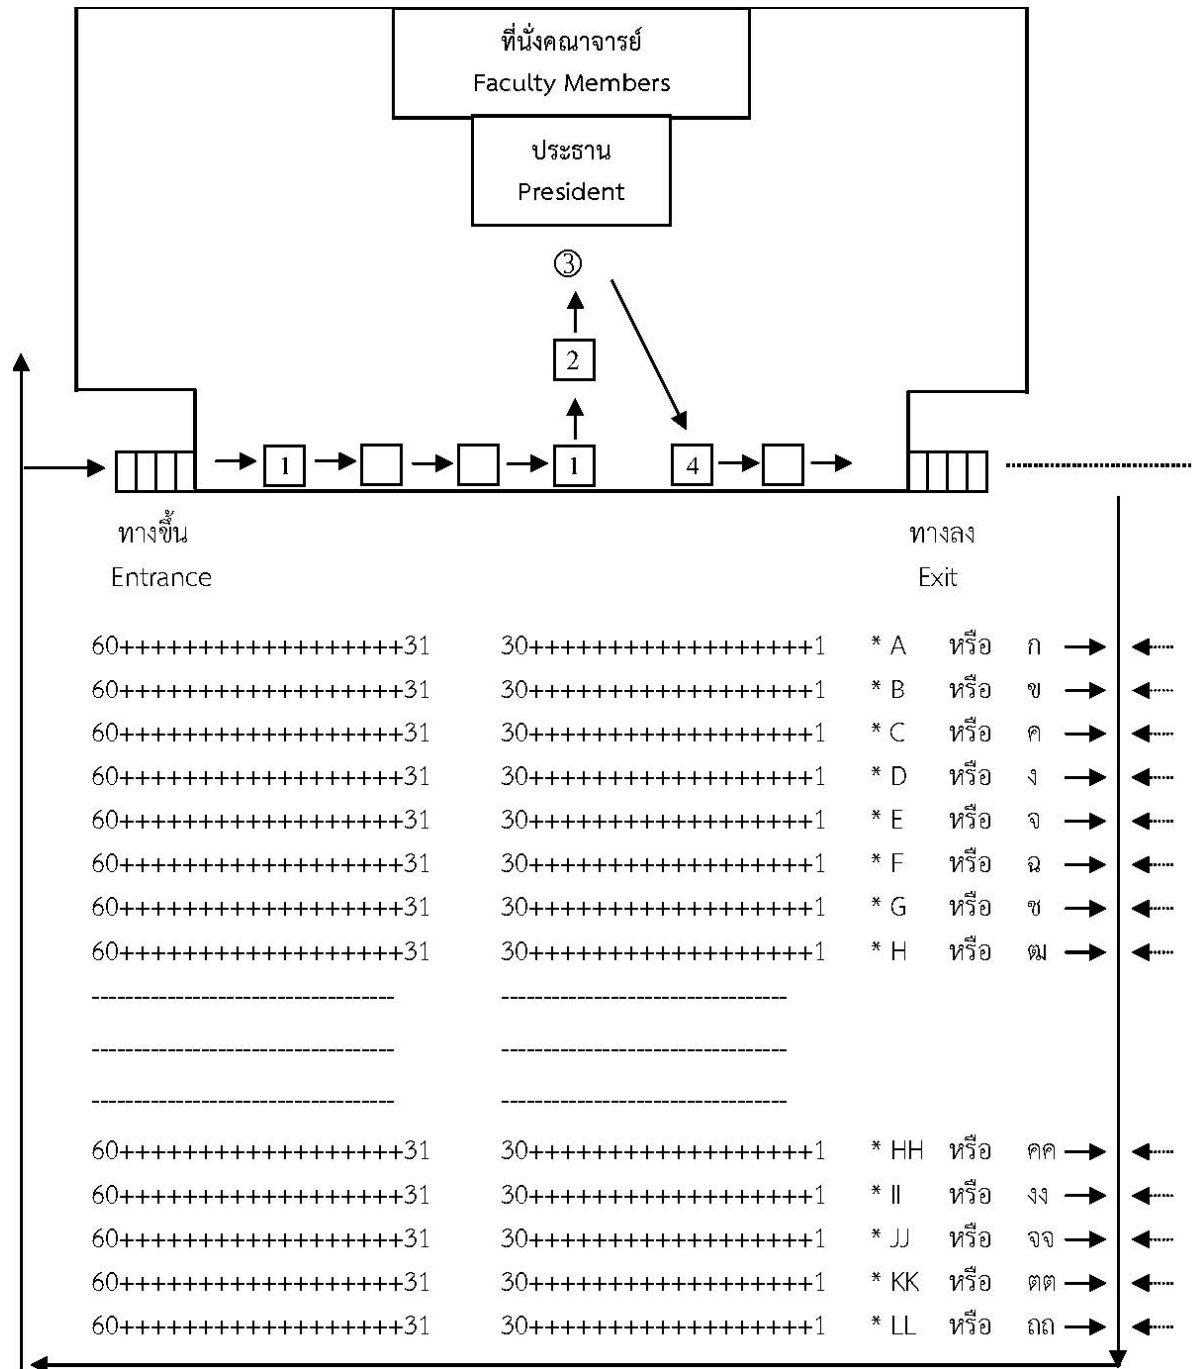 ที่นั่งคณาจารย์
Faculty Members
ประธาน
President
③
2
1 1 4
ทางขึ้น ทางลง
Entrance Exit
60++++++++++++++++++31 30++++++++++++++++++1 * A หรือ ก
60++++++++++++++++++31 30++++++++++++++++++1 * B หรือ ข
60++++++++++++++++++31 30++++++++++++++++++1 * C หรือ ค
60++++++++++++++++++31 30++++++++++++++++++1 * D หรือ ง
60++++++++++++++++++31 30++++++++++++++++++1 * E หรือ จ
60++++++++++++++++++31 30++++++++++++++++++1 * F หรือ ฉ
60++++++++++++++++++31 30++++++++++++++++++1 * G หรือ ช
60++++++++++++++++++31 30++++++++++++++++++1 * H หรือ ฒ
60++++++++++++++++++31 30++++++++++++++++++1 * HH หรือ คค
60++++++++++++++++++31 30++++++++++++++++++1 * II หรือ งง
60++++++++++++++++++31 30++++++++++++++++++1 * JJ หรือ จจ
60++++++++++++++++++31 30++++++++++++++++++1 * KK หรือ ตต
60++++++++++++++++++31 30++++++++++++++++++1 * LL หรือ ถถ